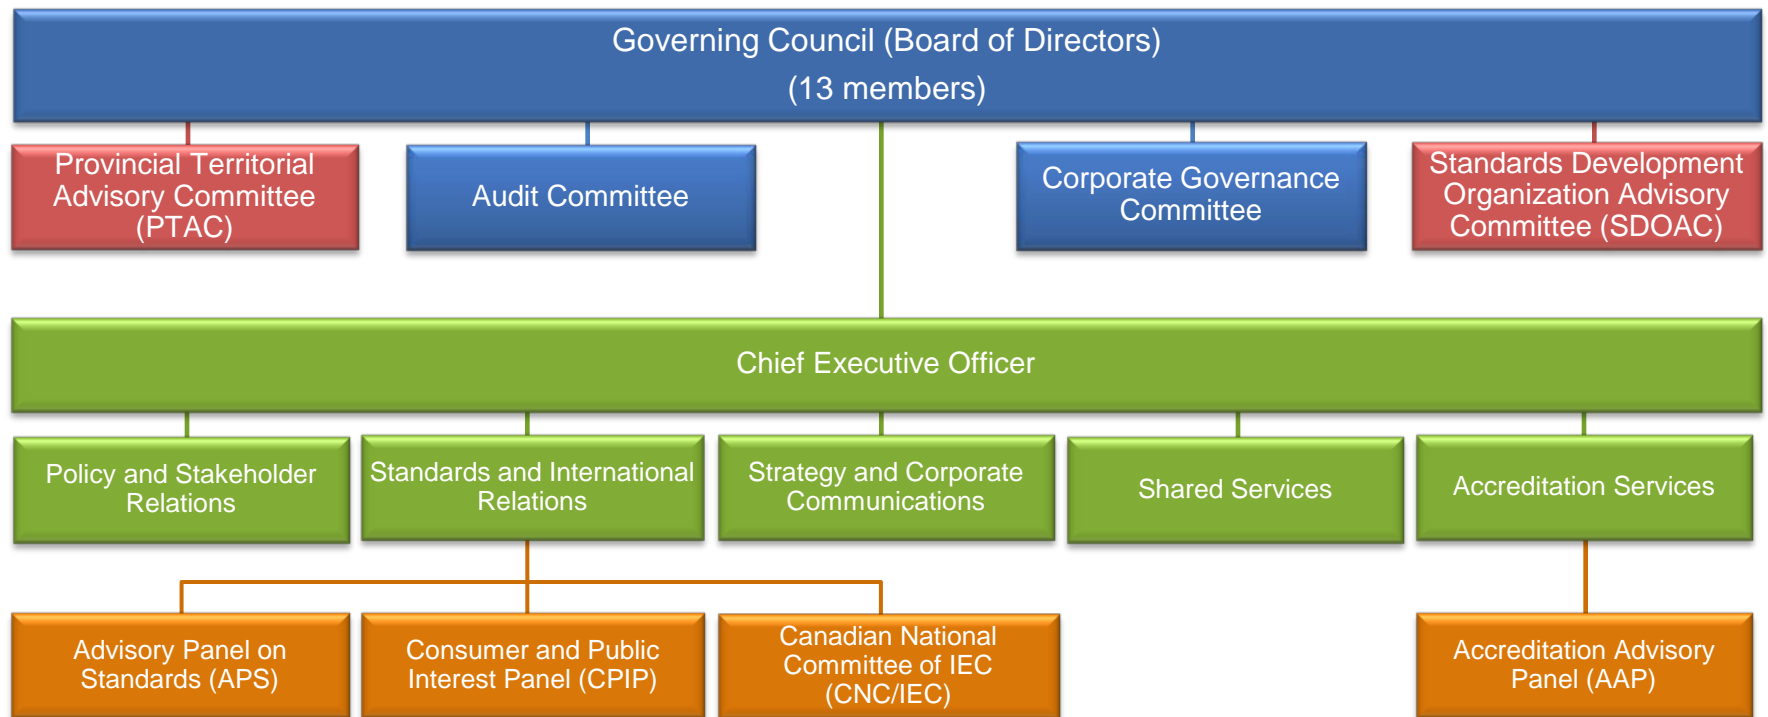 Governing Council (Board of Directors)
(13 members)
Provincial Territorial
Advisory Committee
(PTAC)
Audit Committee
Corporate Governance
Committee
Standards Development
Organization Advisory
Committee (SDOAC)
Chief Executive Officer
Policy and Stakeholder
Relations
Standards and International
Relations
Strategy and Corporate
Communications
Shared Services
Accreditation Services
Advisory Panel on
Standards (APS)
Consumer and Public
Interest Panel (CPIP)
Canadian National
Committee of IEC
(CNC/IEC)
Accreditation Advisory
Panel (AAP)